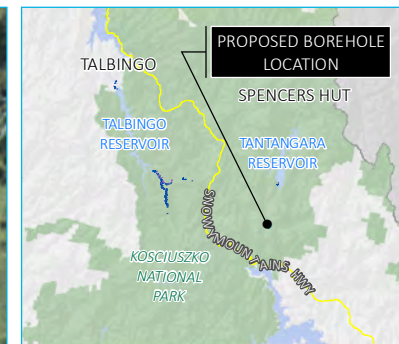 PROPOSED BOREHOLE
LOCATION
TALBINGO
SPENCERS HUT
TALBINGO
RESERVOIR
TANTANGARA
RESERVOIR
SNOWY MOUNTAINS HWY
KOSCIUSZKO
NATIONAL
PARK